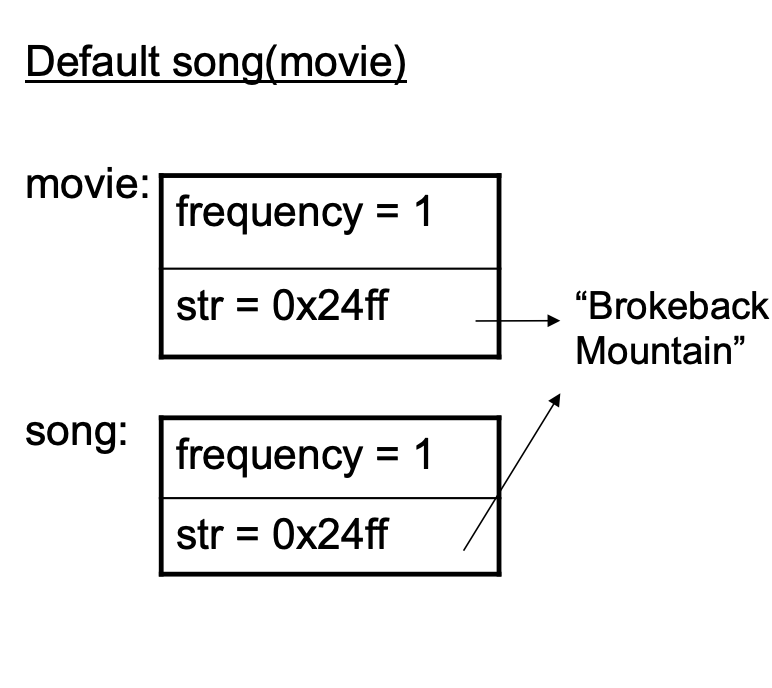 Default song(movie)
movie:
frequency = 1
str = 0x24ff
“Brokeback
Mountain”
song:
frequency = 1
str = 0x24ff